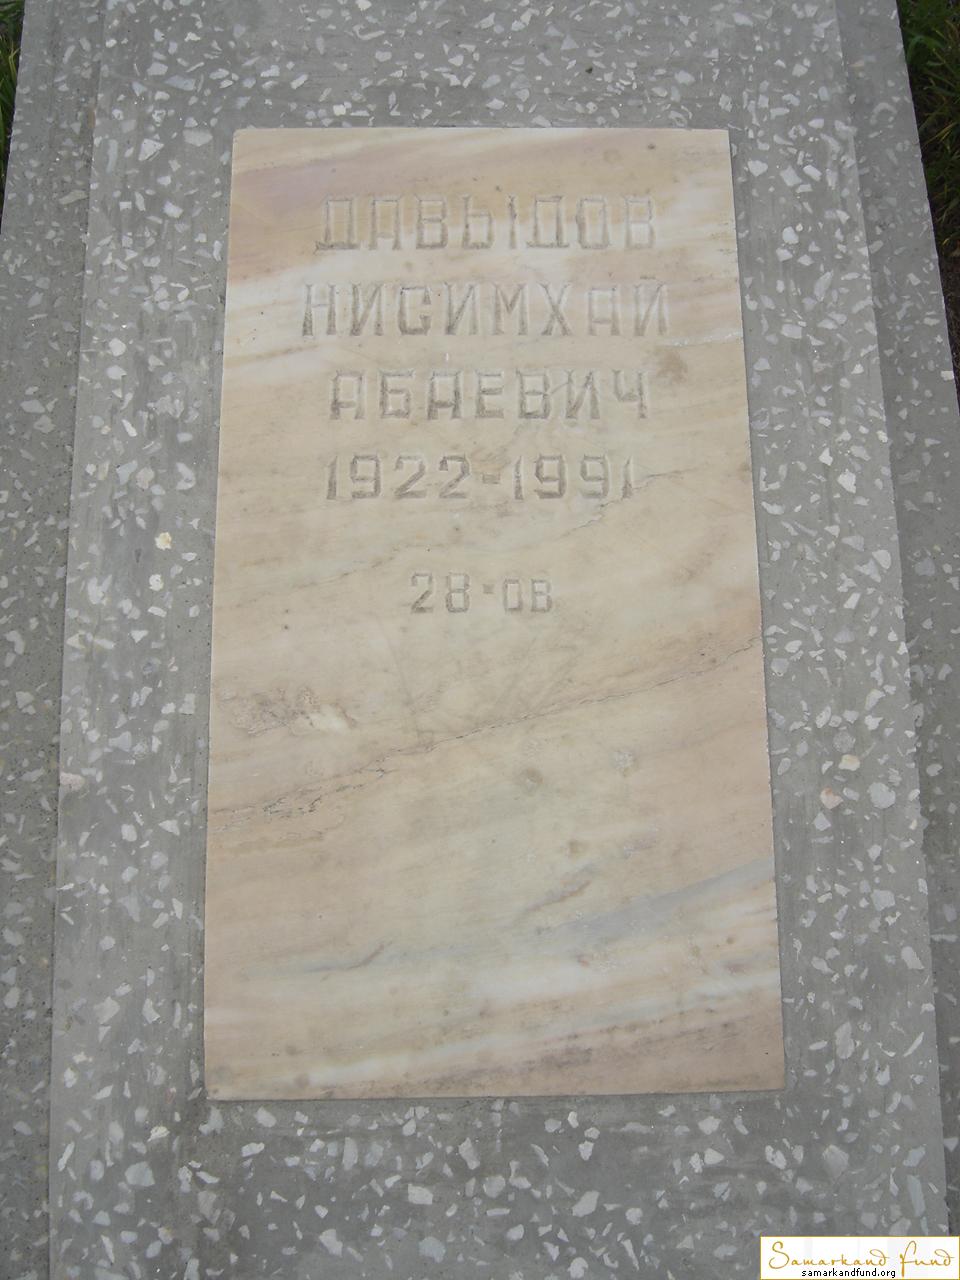 ДАВЫДОВ
НИСИМХАЙ
АБАЕВИЧ
1922-1991
28-ОВ
Samarkand fund
samarkandfund.org